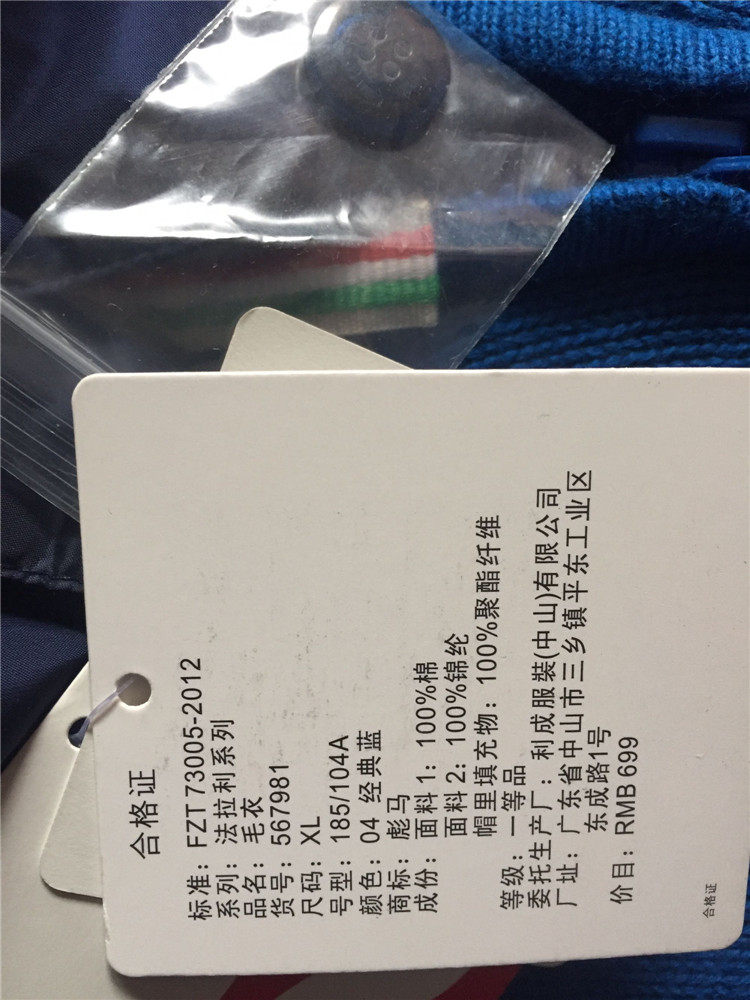 合格证
标准：FZT 73005-2012
系列：法拉利系列
品名：毛衣
货号：567981
尺码：XL
号型：185/104A
颜色：04 经典蓝
商标：彪马
成份：面料 1：100%棉
面料 2：100%锦纶
帽里填充物：100%聚酯纤维
等级：一等品
委托生产厂：利成服裝(中山)有限公司
厂址：广东省中山市三乡镇平东工业区
东成路1号
价目：RMB 699
合格证